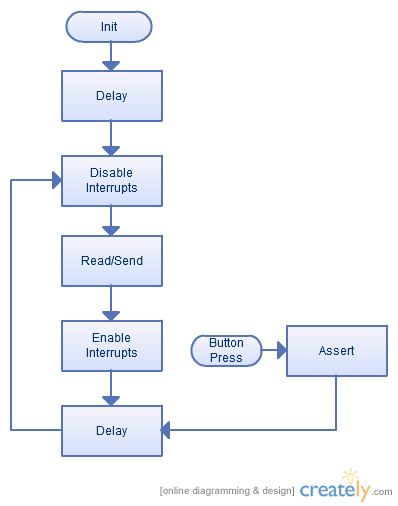 Init
Delay
Disable
Interrupts
Read/Send
Enable
Interrupts
Button
Press
Assert
Delay
[online diagramming & design] creately.com